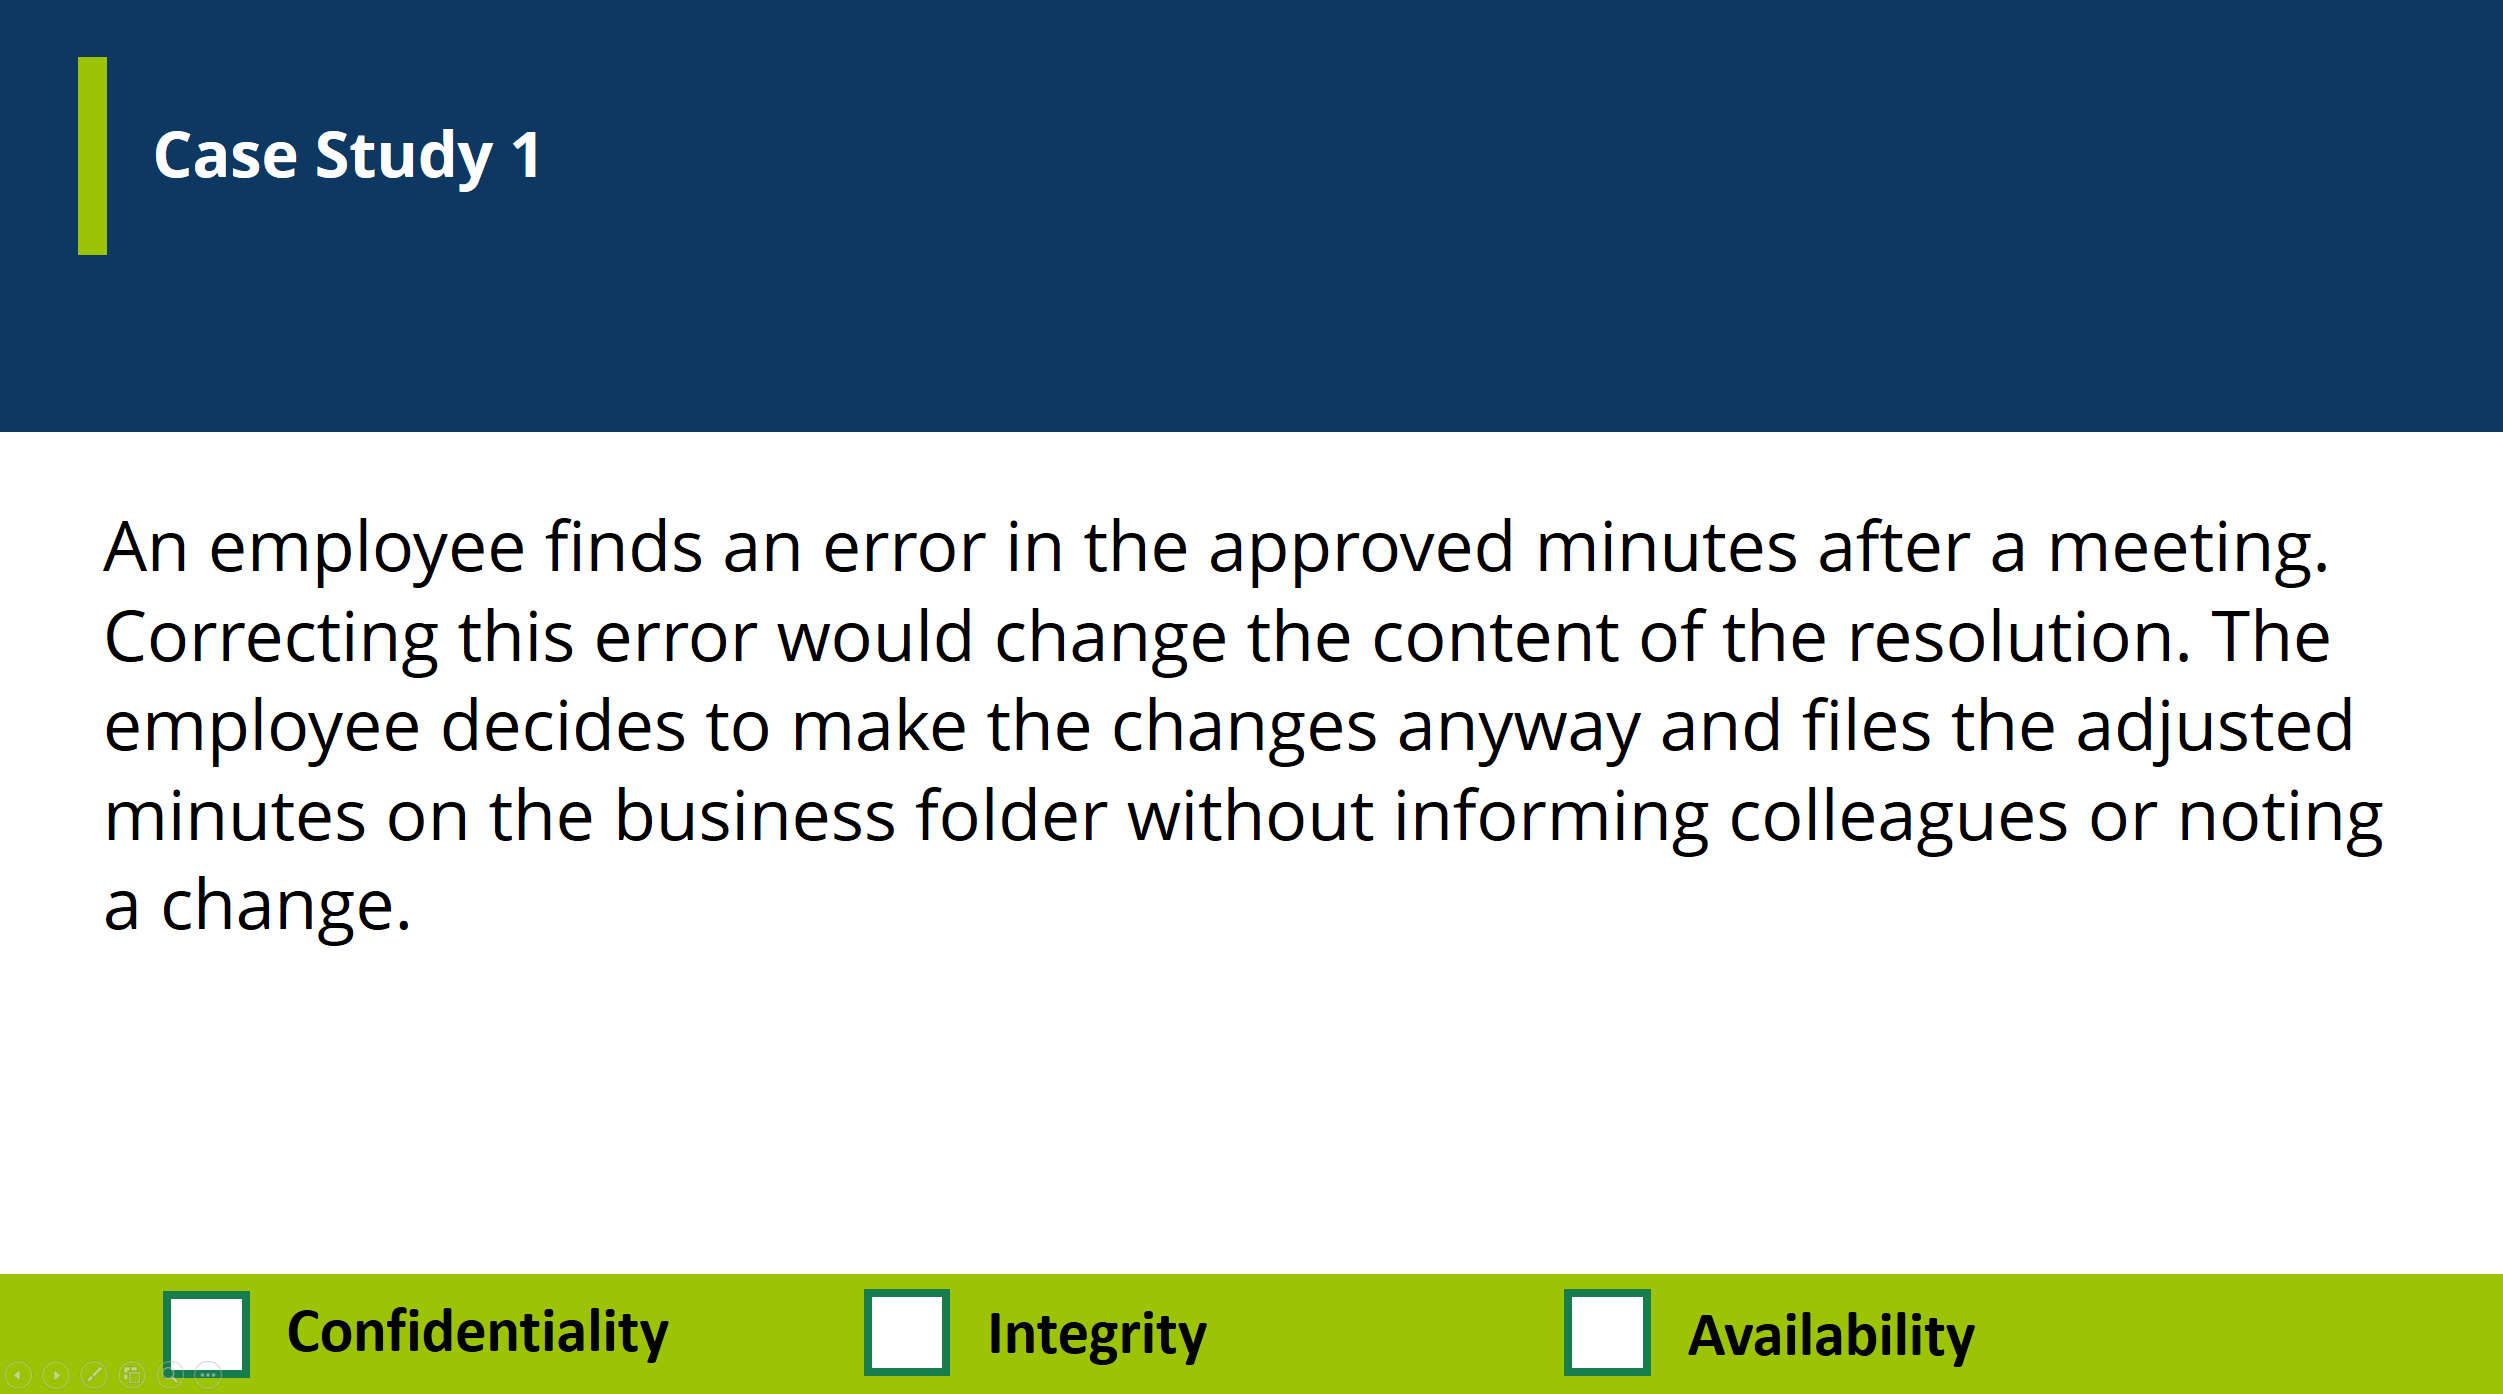 Case Study 1
An employee finds an error in the approved minutes after a meeting.
Correcting this error would change the content of the resolution. The
employee decides to make the changes anyway and files the adjusted
minutes on the business folder without informing colleagues or noting
a change.
Confidentiality
Integrity
Availability